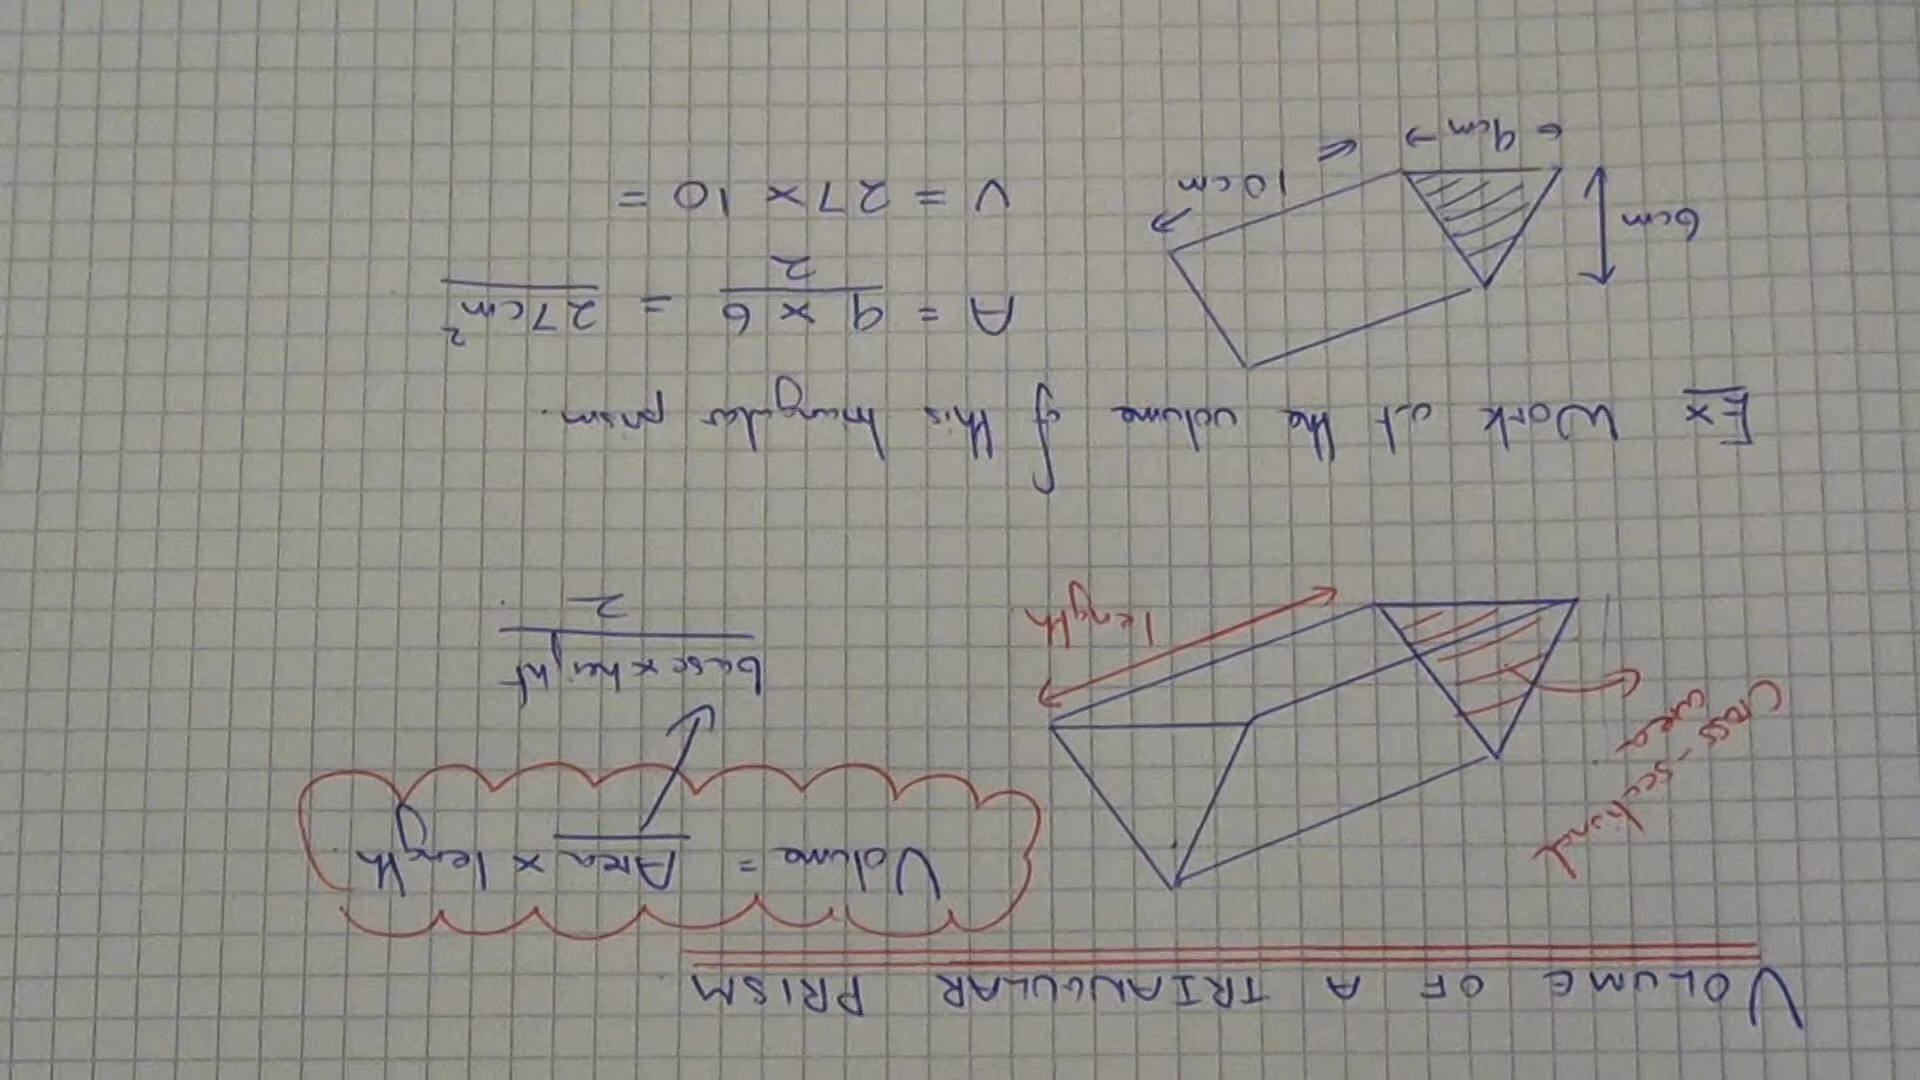 VOLUME OF A TRIANGULAR PRISM
Volume = Area x length.
base x height
2
Cross-sectional
area
length
Ex Work out the volume of this triangular prism.
6cm
9cm
10cm
A = 9 x 6 = 27cm²
2
V = 27 x 10 =